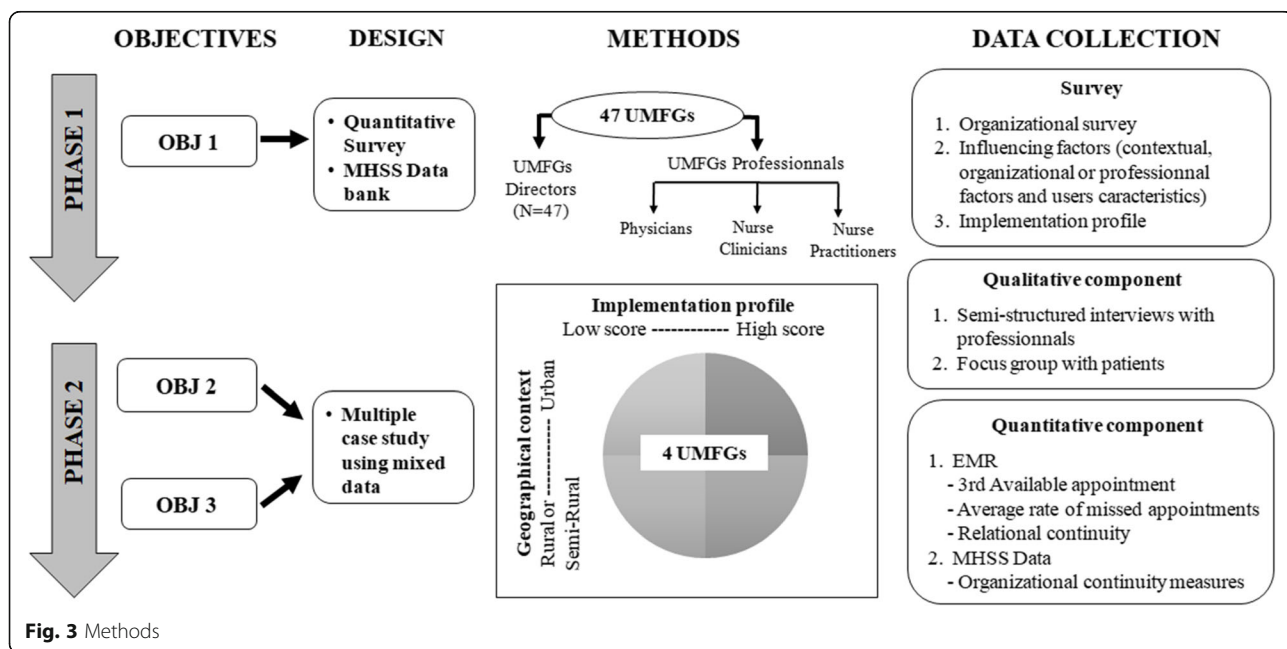 OBJECTIVES
DESIGN
METHODS
DATA COLLECTION
PHASE 1
OBJ 1
• Quantitative
Survey
• MHSS Data
bank
47 UMFGs
UMFGs
Directors
(N=47)
UMFGs Professionnals
Physicians
Nurse
Clinicians
Nurse
Practitioners
Survey
1. Organizational survey
2. Influencing factors (contextual,
organizational or professionnal
factors and users caracteristics)
3. Implementation profile
PHASE 2
OBJ 2
OBJ 3
• Multiple
case study
using mixed
data
Implementation profile
Low score ------------ High score
Geographical context
Rural or ------------ Urban
Semi-Rural
4 UMFGs
Qualitative component
1. Semi-structured interviews with
professionnals
2. Focus group with patients
Quantitative component
1. EMR
- 3rd Available appointment
- Average rate of missed appointments
- Relational continuity
2. MHSS Data
- Organizational continuity measures
Fig. 3 Methods